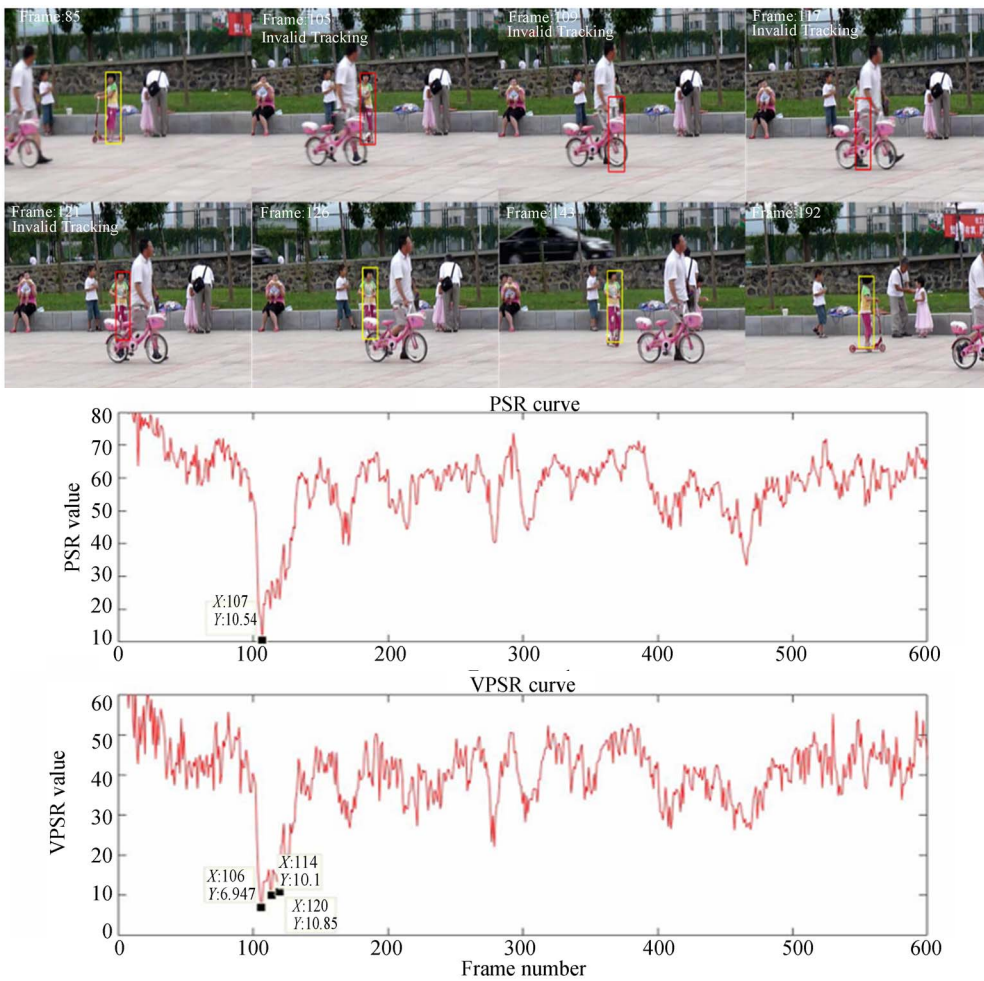 Frame:85
Frame:105
Invalid Tracking
Frame:109
Invalid Tracking
Frame:117
Invalid Tracking
Frame:121
Invalid Tracking
Frame:126
Frame:143
Frame:192
PSR curve
PSR value
80
70
60
50
40
30
20
10
X:107
Y:10.54
0
100
200
300
400
500
600
VPSR curve
VPSR value
60
50
40
30
20
10
0
X:106
Y:6.947
X:114
Y:10.1
X:120
Y:10.85
0
100
200
300
400
500
600
Frame number